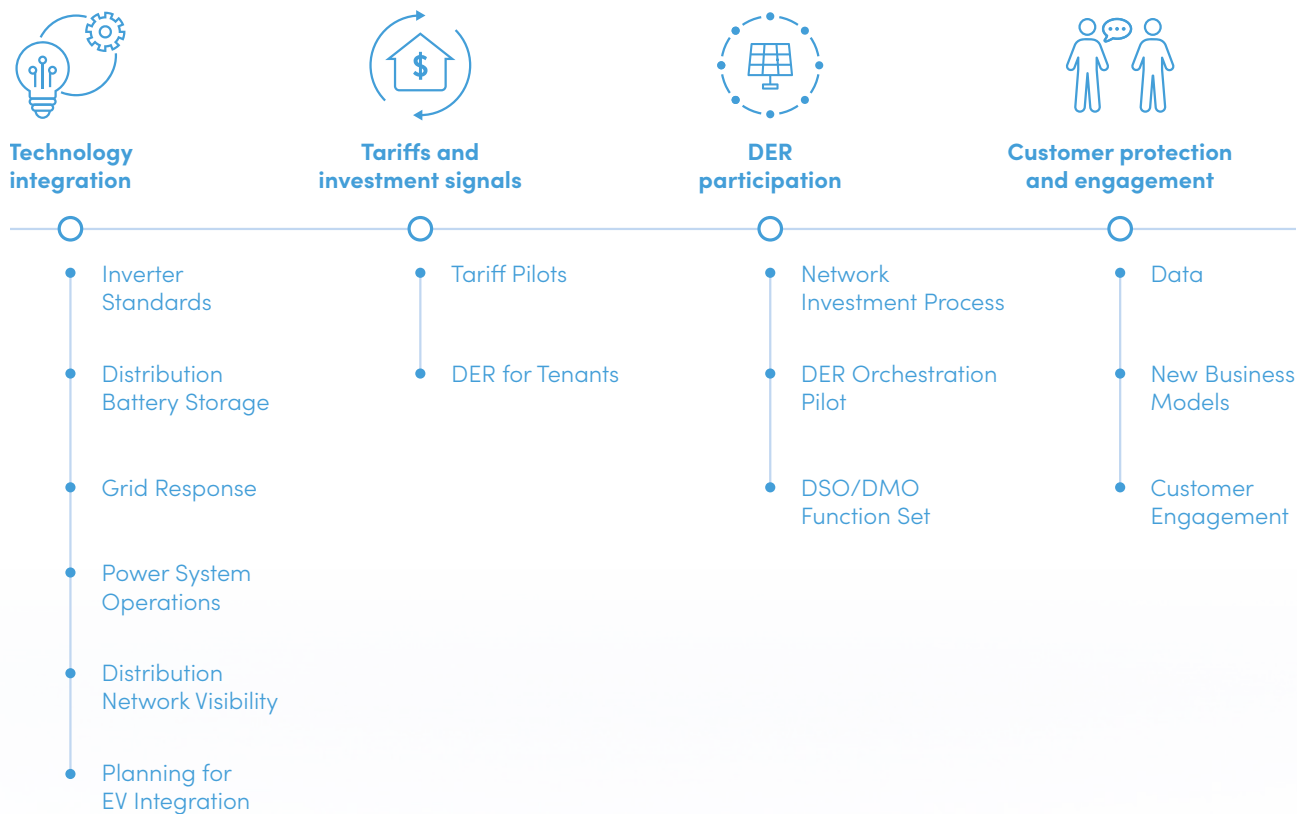 Technology
integration
Inverter
Standards
Distribution
Battery Storage
Grid Response
Power System
Operations
Distribution
Network Visibility
Planning for
EV Integration
$
Tariffs and
investment signals
Tariff Pilots
DER for Tenants
DER
participation
Network
Investment Process
DER Orchestration
Pilot
DSO/DMO
Function Set
Customer protection
and engagement
Data
New Business
Models
Customer
Engagement